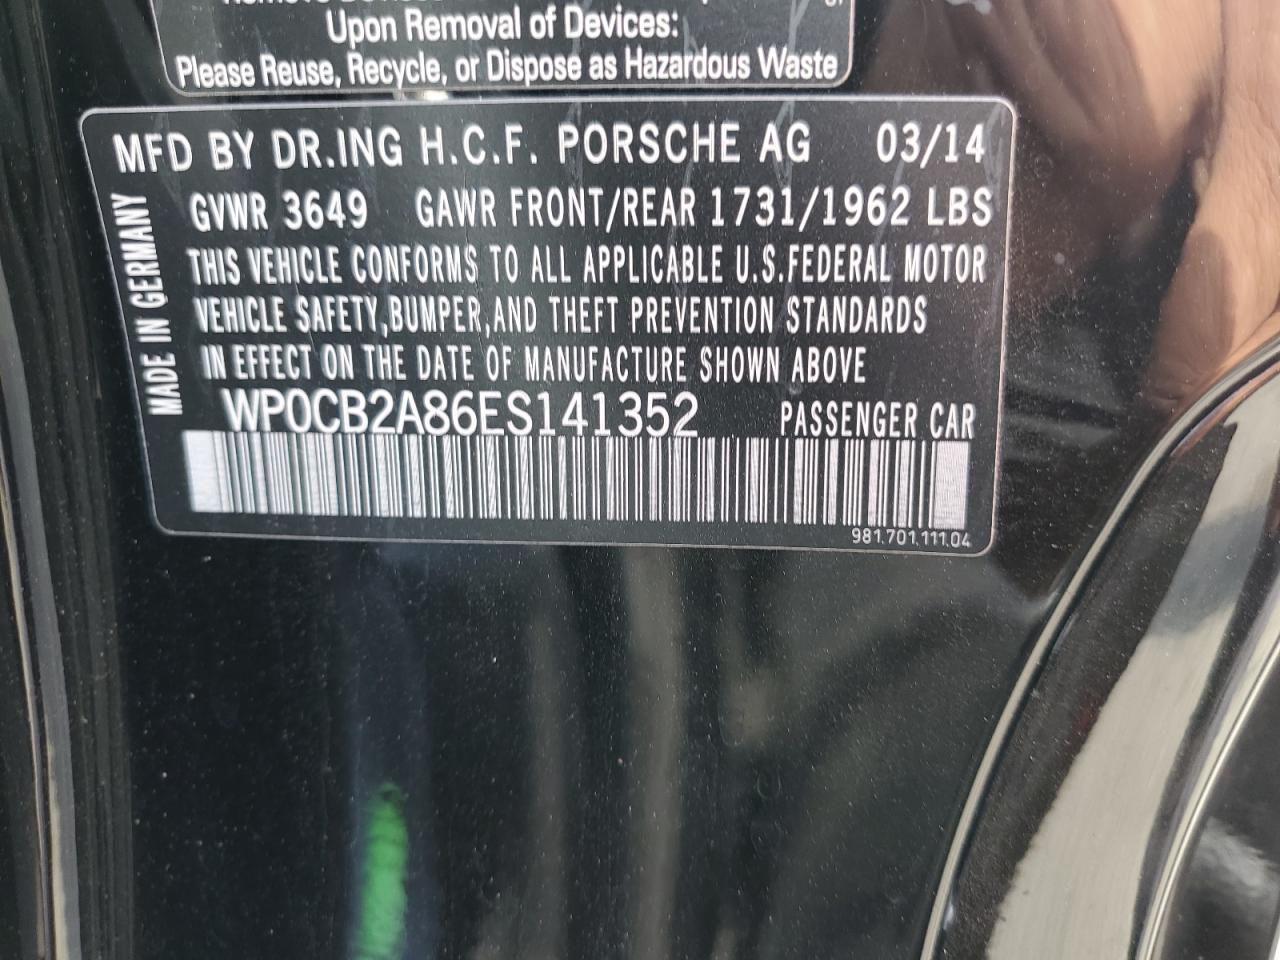 Upon Removal of Devices:
Please Reuse, Recycle, or Dispose as Hazardous Waste
MFD BY DR.ING H.C.F. PORSCHE AG 03/14
MADE IN GERMANY
GVWR 3649 GAWR FRONT/REAR 1731/1962 LBS
THIS VEHICLE CONFORMS TO ALL APPLICABLE U.S.FEDERAL MOTOR
VEHICLE SAFETY,BUMPER,AND THEFT PREVENTION STANDARDS
IN EFFECT ON THE DATE OF MANUFACTURE SHOWN ABOVE
WP0CB2A86ES141352 PASSENGER CAR
981.701.111.04